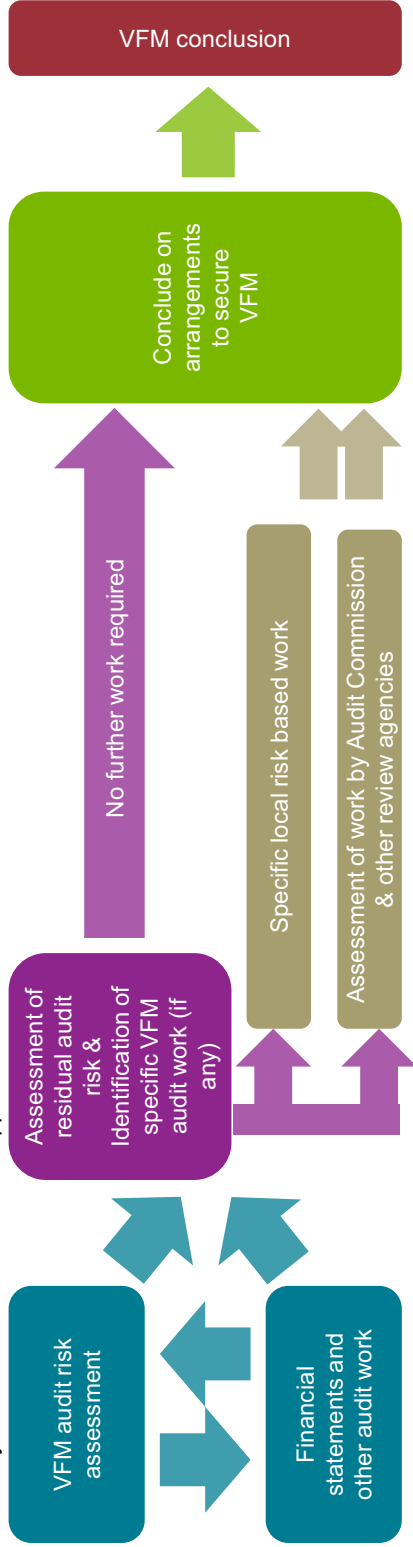 VFM audit risk
assessment
Financial
statements and
other audit work
Assessment of
residual audit
risk &
Identification of
specific VFM
audit work (if
any)
No further work required
Specific local risk based work
Assessment of work by Audit Commission
& other review agencies
Conclude on
arrangements
to secure
VFM
VFM conclusion